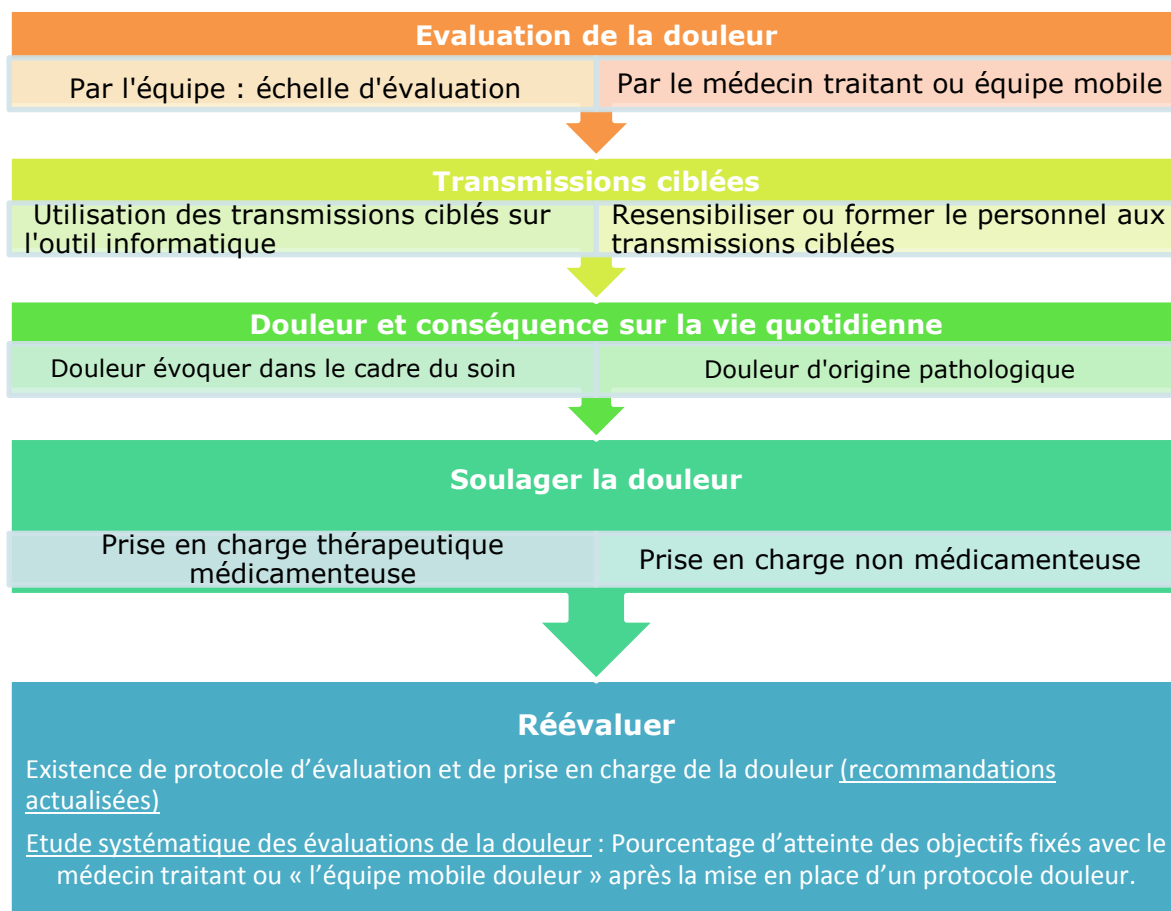 Evaluation de la douleur
Par l'équipe : échelle d'évaluation
Par le médecin traitant ou équipe mobile
Transmissions ciblées
Utilisation des transmissions ciblés sur
l'outil informatique
Resensibiliser ou former le personnel aux
transmissions ciblées
Douleur et conséquence sur la vie quotidienne
Douleur évoquer dans le cadre du soin
Douleur d'origine pathologique
Soulager la douleur
Prise en charge thérapeutique
médicamenteuse
Prise en charge non médicamenteuse
Réévaluer
Existence de protocole d’évaluation et de prise en charge de la douleur (recommandations
actualisées)
Etude systématique des évaluations de la douleur : Pourcentage d’atteinte des objectifs fixés avec le
médecin traitant ou « l’équipe mobile douleur » après la mise en place d’un protocole douleur.